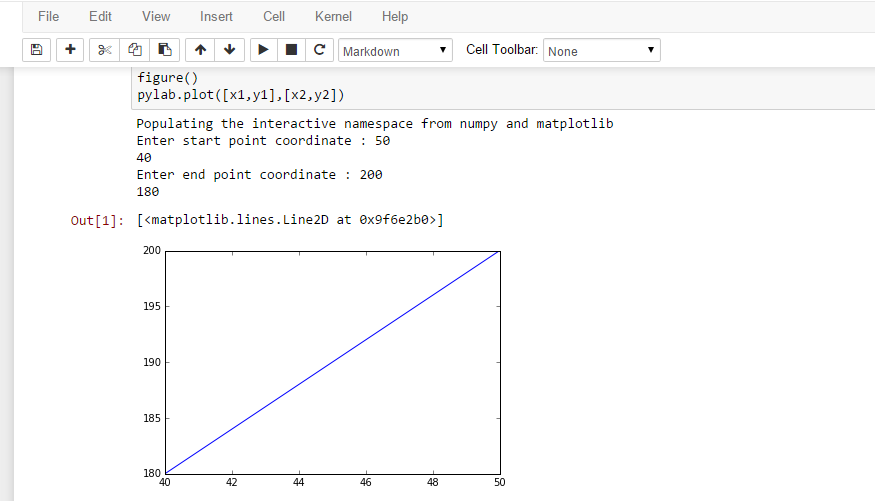 File Edit View Insert Cell Kernel Help
Markdown Cell Toolbar: None
figure()
pylab.plot([x1,y1],[x2,y2])
Populating the interactive namespace from numpy and matplotlib
Enter start point coordinate : 50
40
Enter end point coordinate : 200
180
Out[1]: [<matplotlib.lines.Line2D at 0x9f6e2b0>]
200
195
190
185
180
40 42 44 46 48 50